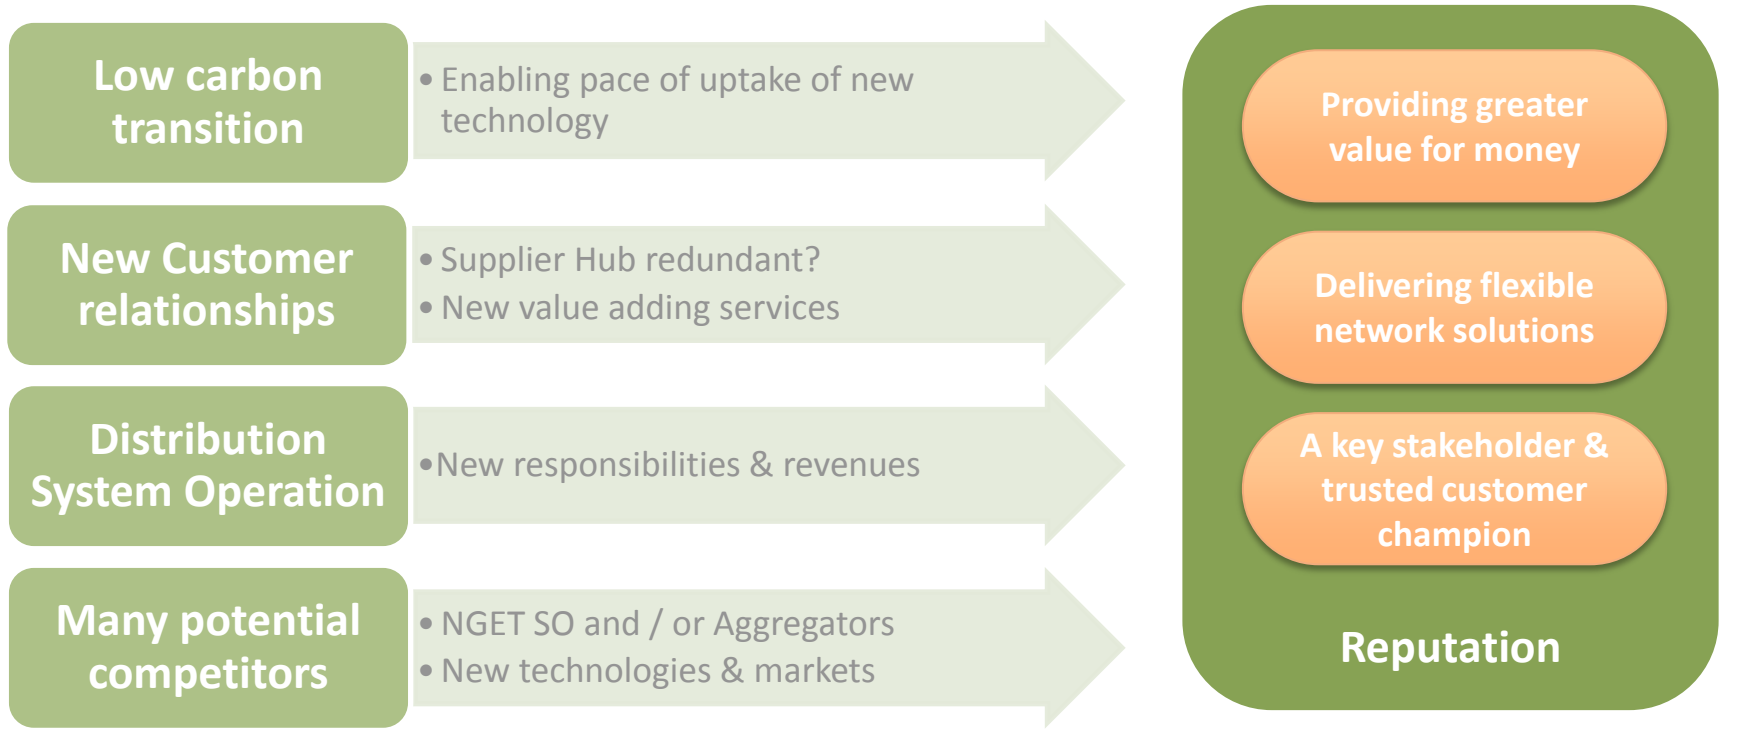 Low carbon
transition
• Enabling pace of uptake of new
technology
New Customer
relationships
• Supplier Hub redundant?
• New value adding services
Distribution
System Operation
•New responsibilities & revenues
Many potential
competitors
• NGET SO and / or Aggregators
• New technologies & markets
Providing greater
value for money
Delivering flexible
network solutions
A key stakeholder &
trusted customer
champion
Reputation